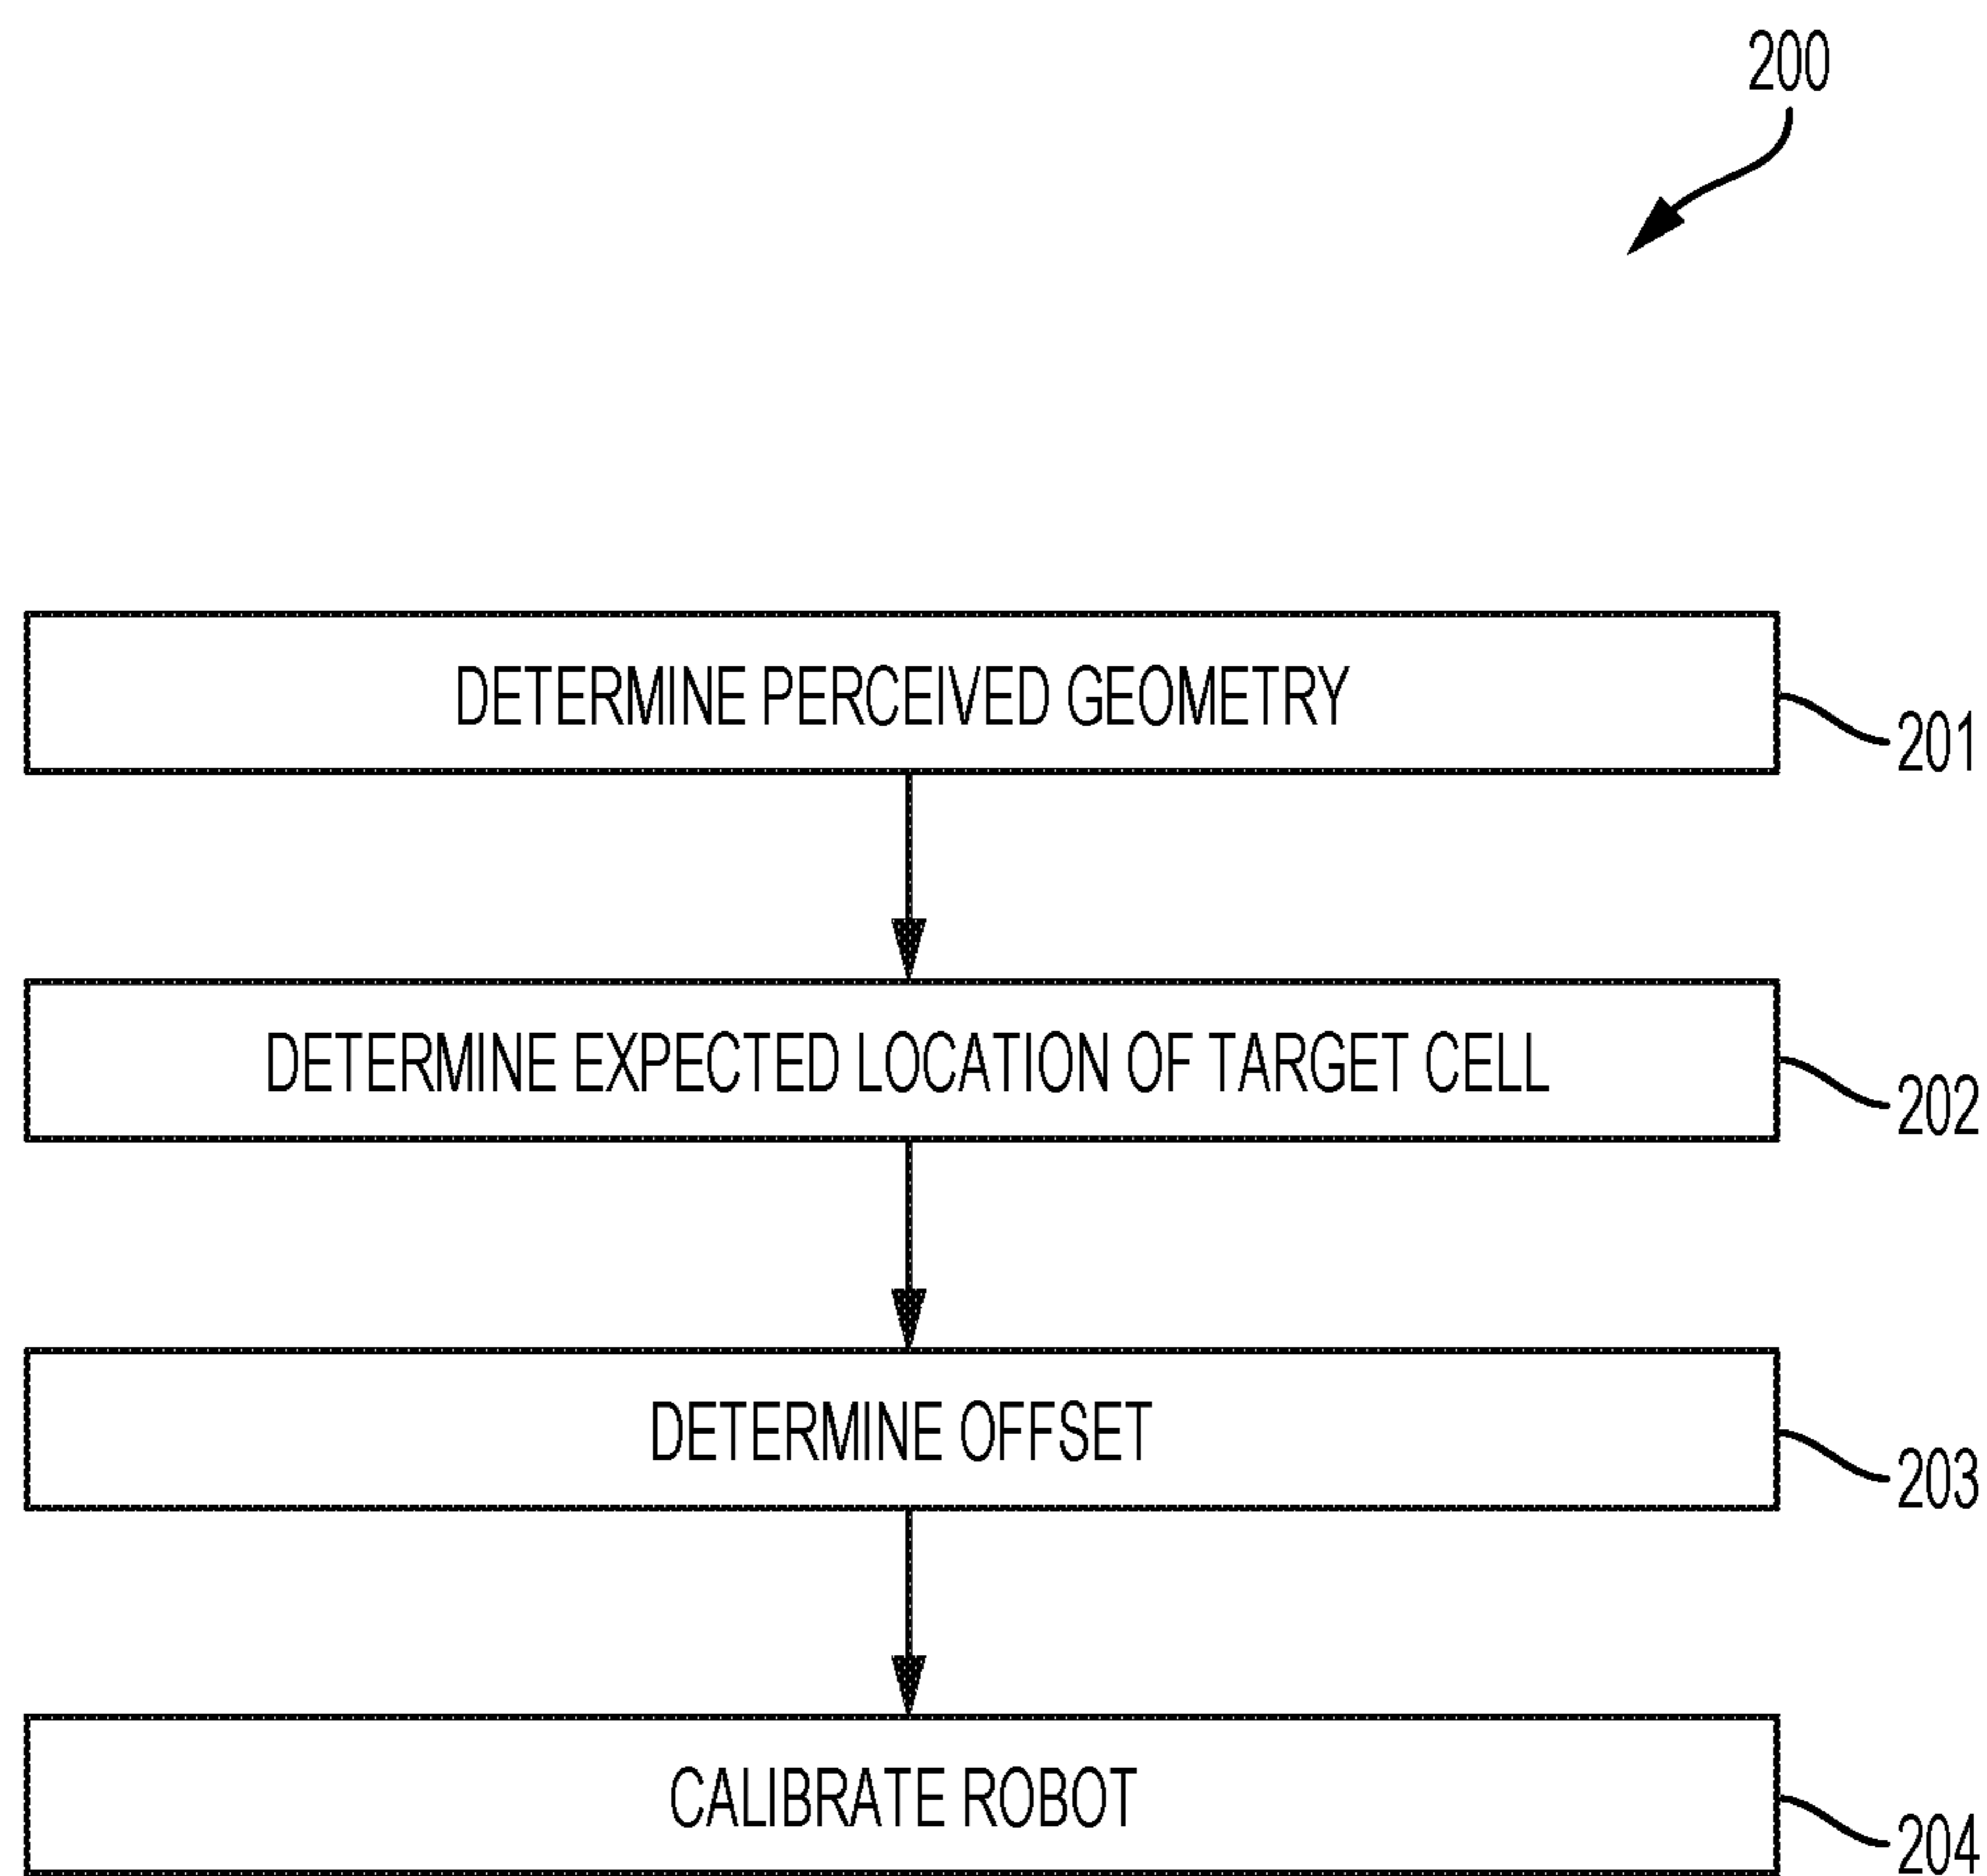 200
DETERMINE PERCEIVED GEOMETRY
201
DETERMINE EXPECTED LOCATION OF TARGET CELL
202
DETERMINE OFFSET
203
CALIBRATE ROBOT
204